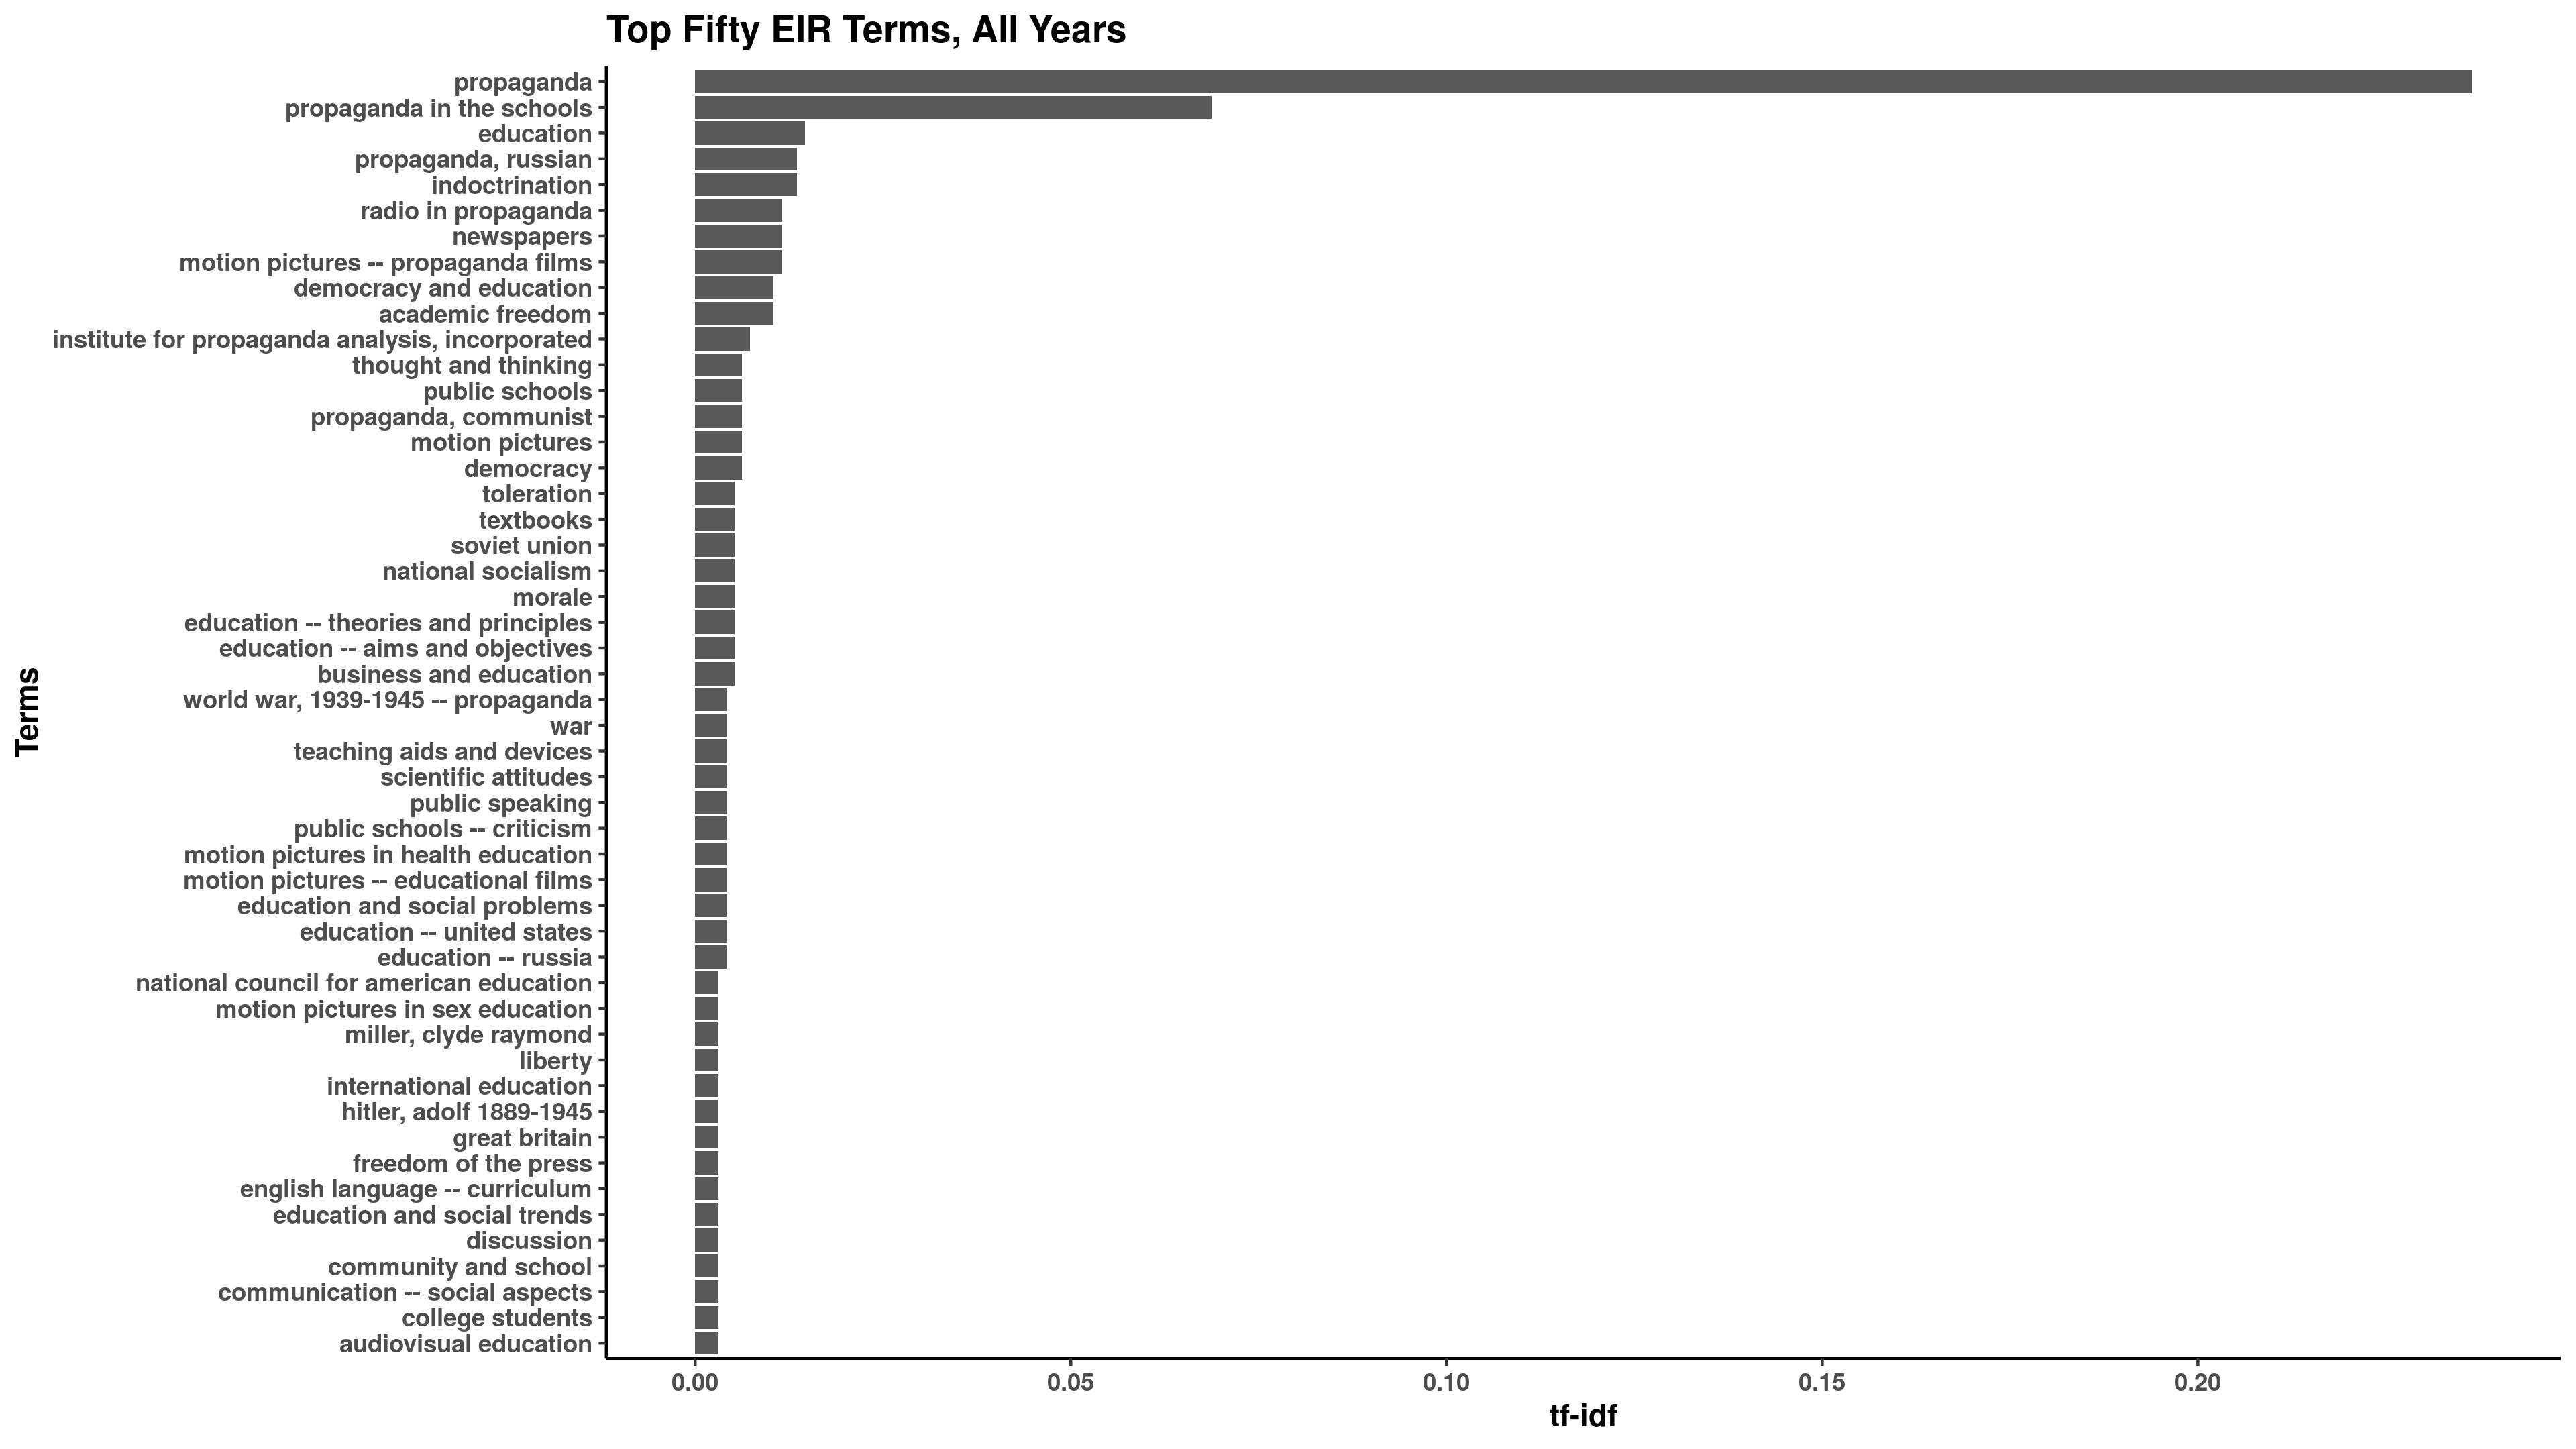 Top Fifty EIR Terms, All Years
propaganda
propaganda in the schools
education
propaganda, russian
indoctrination
radio in propaganda
newspapers
motion pictures -- propaganda films
democracy and education
academic freedom
institute for propaganda analysis, incorporated
thought and thinking
public schools
propaganda, communist
motion pictures
democracy
toleration
textbooks
soviet union
national socialism
morale
education -- theories and principles
education -- aims and objectives
business and education
world war, 1939-1945 -- propaganda
war
teaching aids and devices
scientific attitudes
public speaking
public schools -- criticism
motion pictures in health education
motion pictures -- educational films
education and social problems
education -- united states
education -- russia
national council for american education
motion pictures in sex education
miller, clyde raymond
liberty
international education
hitler, adolf 1889-1945
great britain
freedom of the press
english language -- curriculum
education and social trends
discussion
community and school
communication -- social aspects
college students
audiovisual education
Terms
0.00 0.05 0.10 0.15 0.20
tf-idf